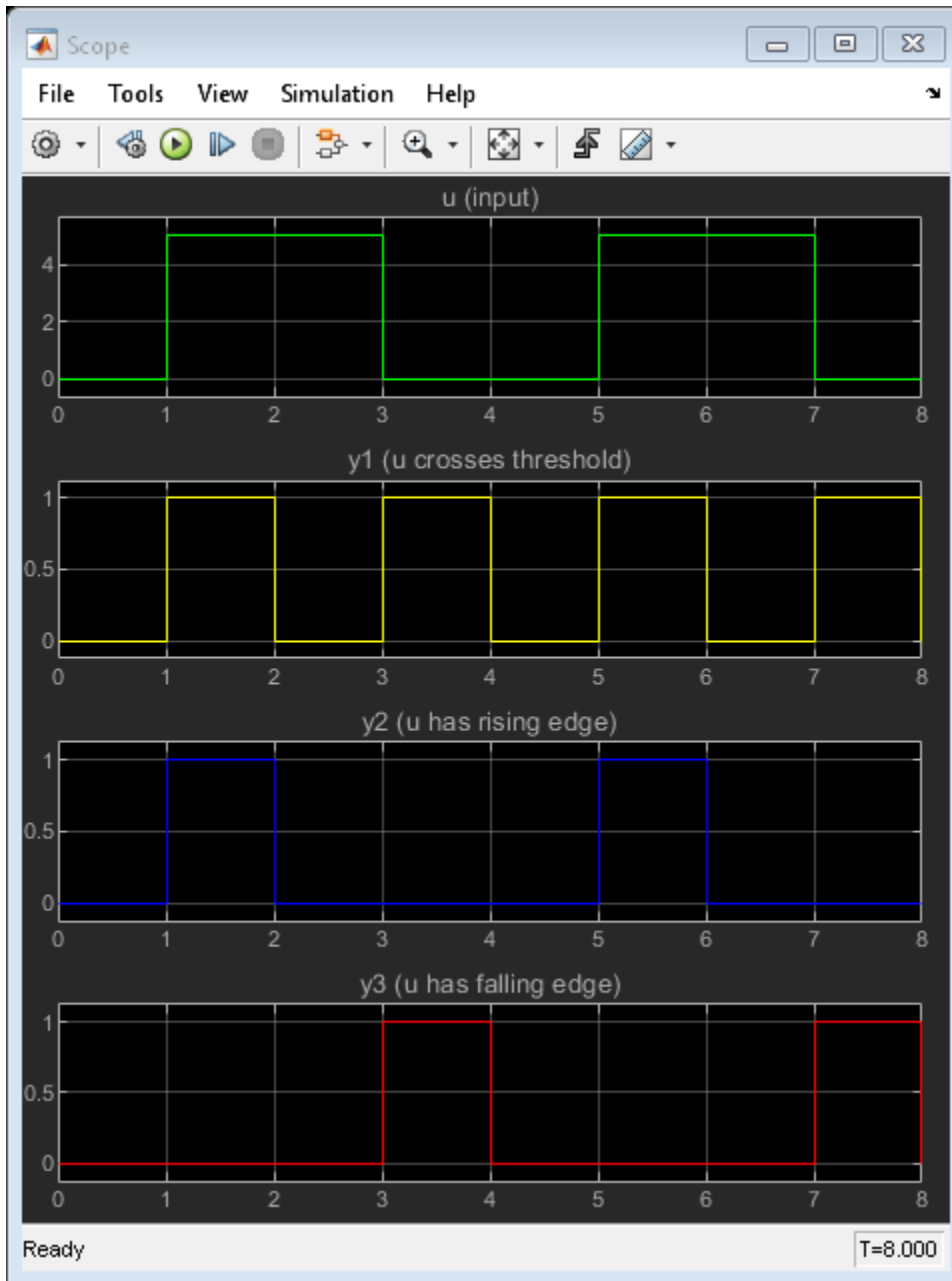 Scope
File Tools View Simulation Help
u (input)
4
2
0
0 1 2 3 4 5 6 7 8
y1 (u crosses threshold)
1
0.5
0
0 1 2 3 4 5 6 7 8
y2 (u has rising edge)
1
0.5
0
0 1 2 3 4 5 6 7 8
y3 (u has falling edge)
1
0.5
0
0 1 2 3 4 5 6 7 8
Ready T=8.000